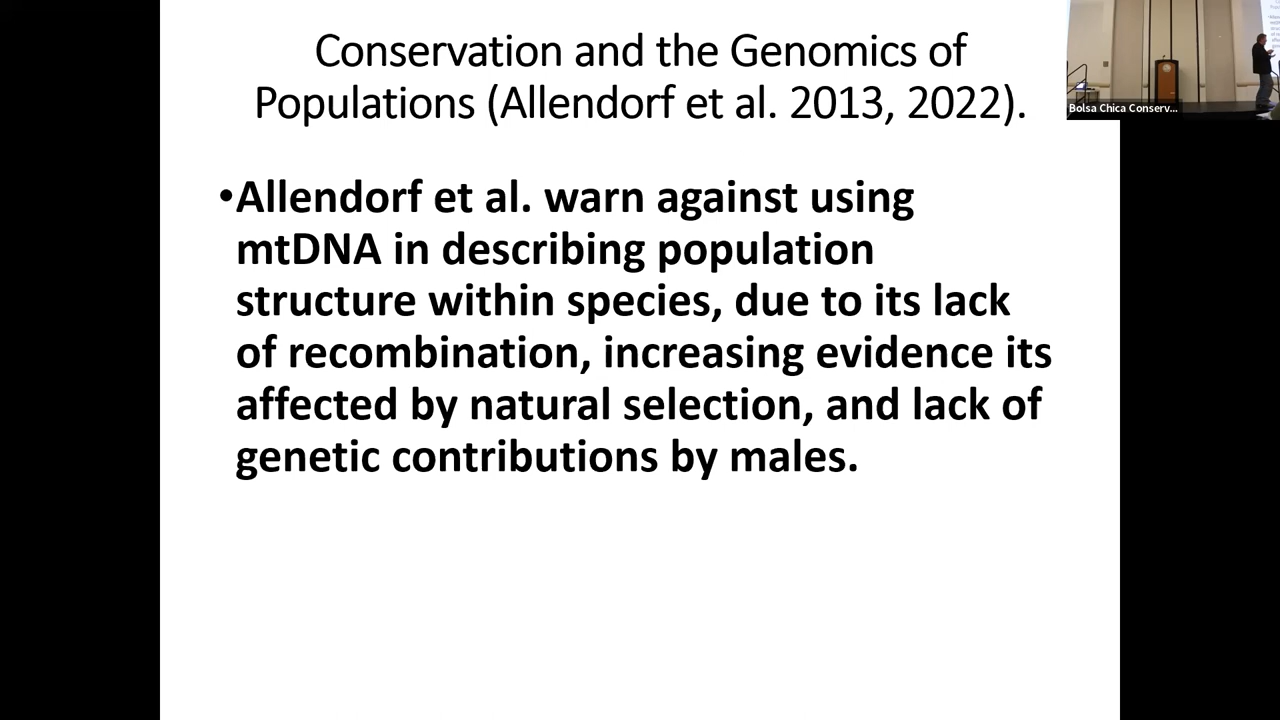 Conservation and the Genomics of
Populations (Allendorf et al. 2013, 2022).
•Allendorf et al. warn against using
mtDNA in describing population
structure within species, due to its lack
of recombination, increasing evidence its
affected by natural selection, and lack of
genetic contributions by males.
Bolsa Chica Conserv...